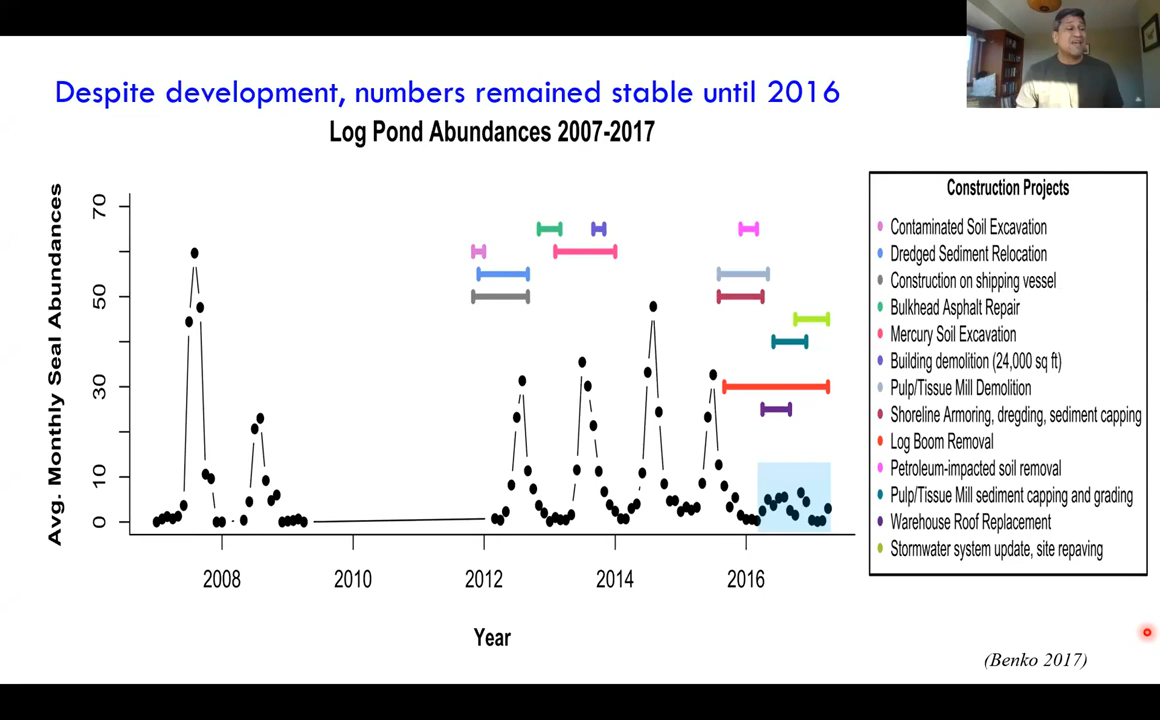 Despite development, numbers remained stable until 2016
Log Pond Abundances 2007-2017
Avg. Monthly Seal Abundances
70
50
30
10
0
2008
2010
2012
2014
2016
Year
Construction Projects
Contaminated Soil Excavation
Dredged Sediment Relocation
Construction on shipping vessel
Bulkhead Asphalt Repair
Mercury Soil Excavation
Building demolition (24,000 sq ft)
Pulp/Tissue Mill Demolition
Shoreline Armoring, dregding, sediment capping
Log Boom Removal
Petroleum-impacted soil removal
Pulp/Tissue Mill sediment capping and grading
Warehouse Roof Replacement
Stormwater system update, site repaving
(Benko 2017)